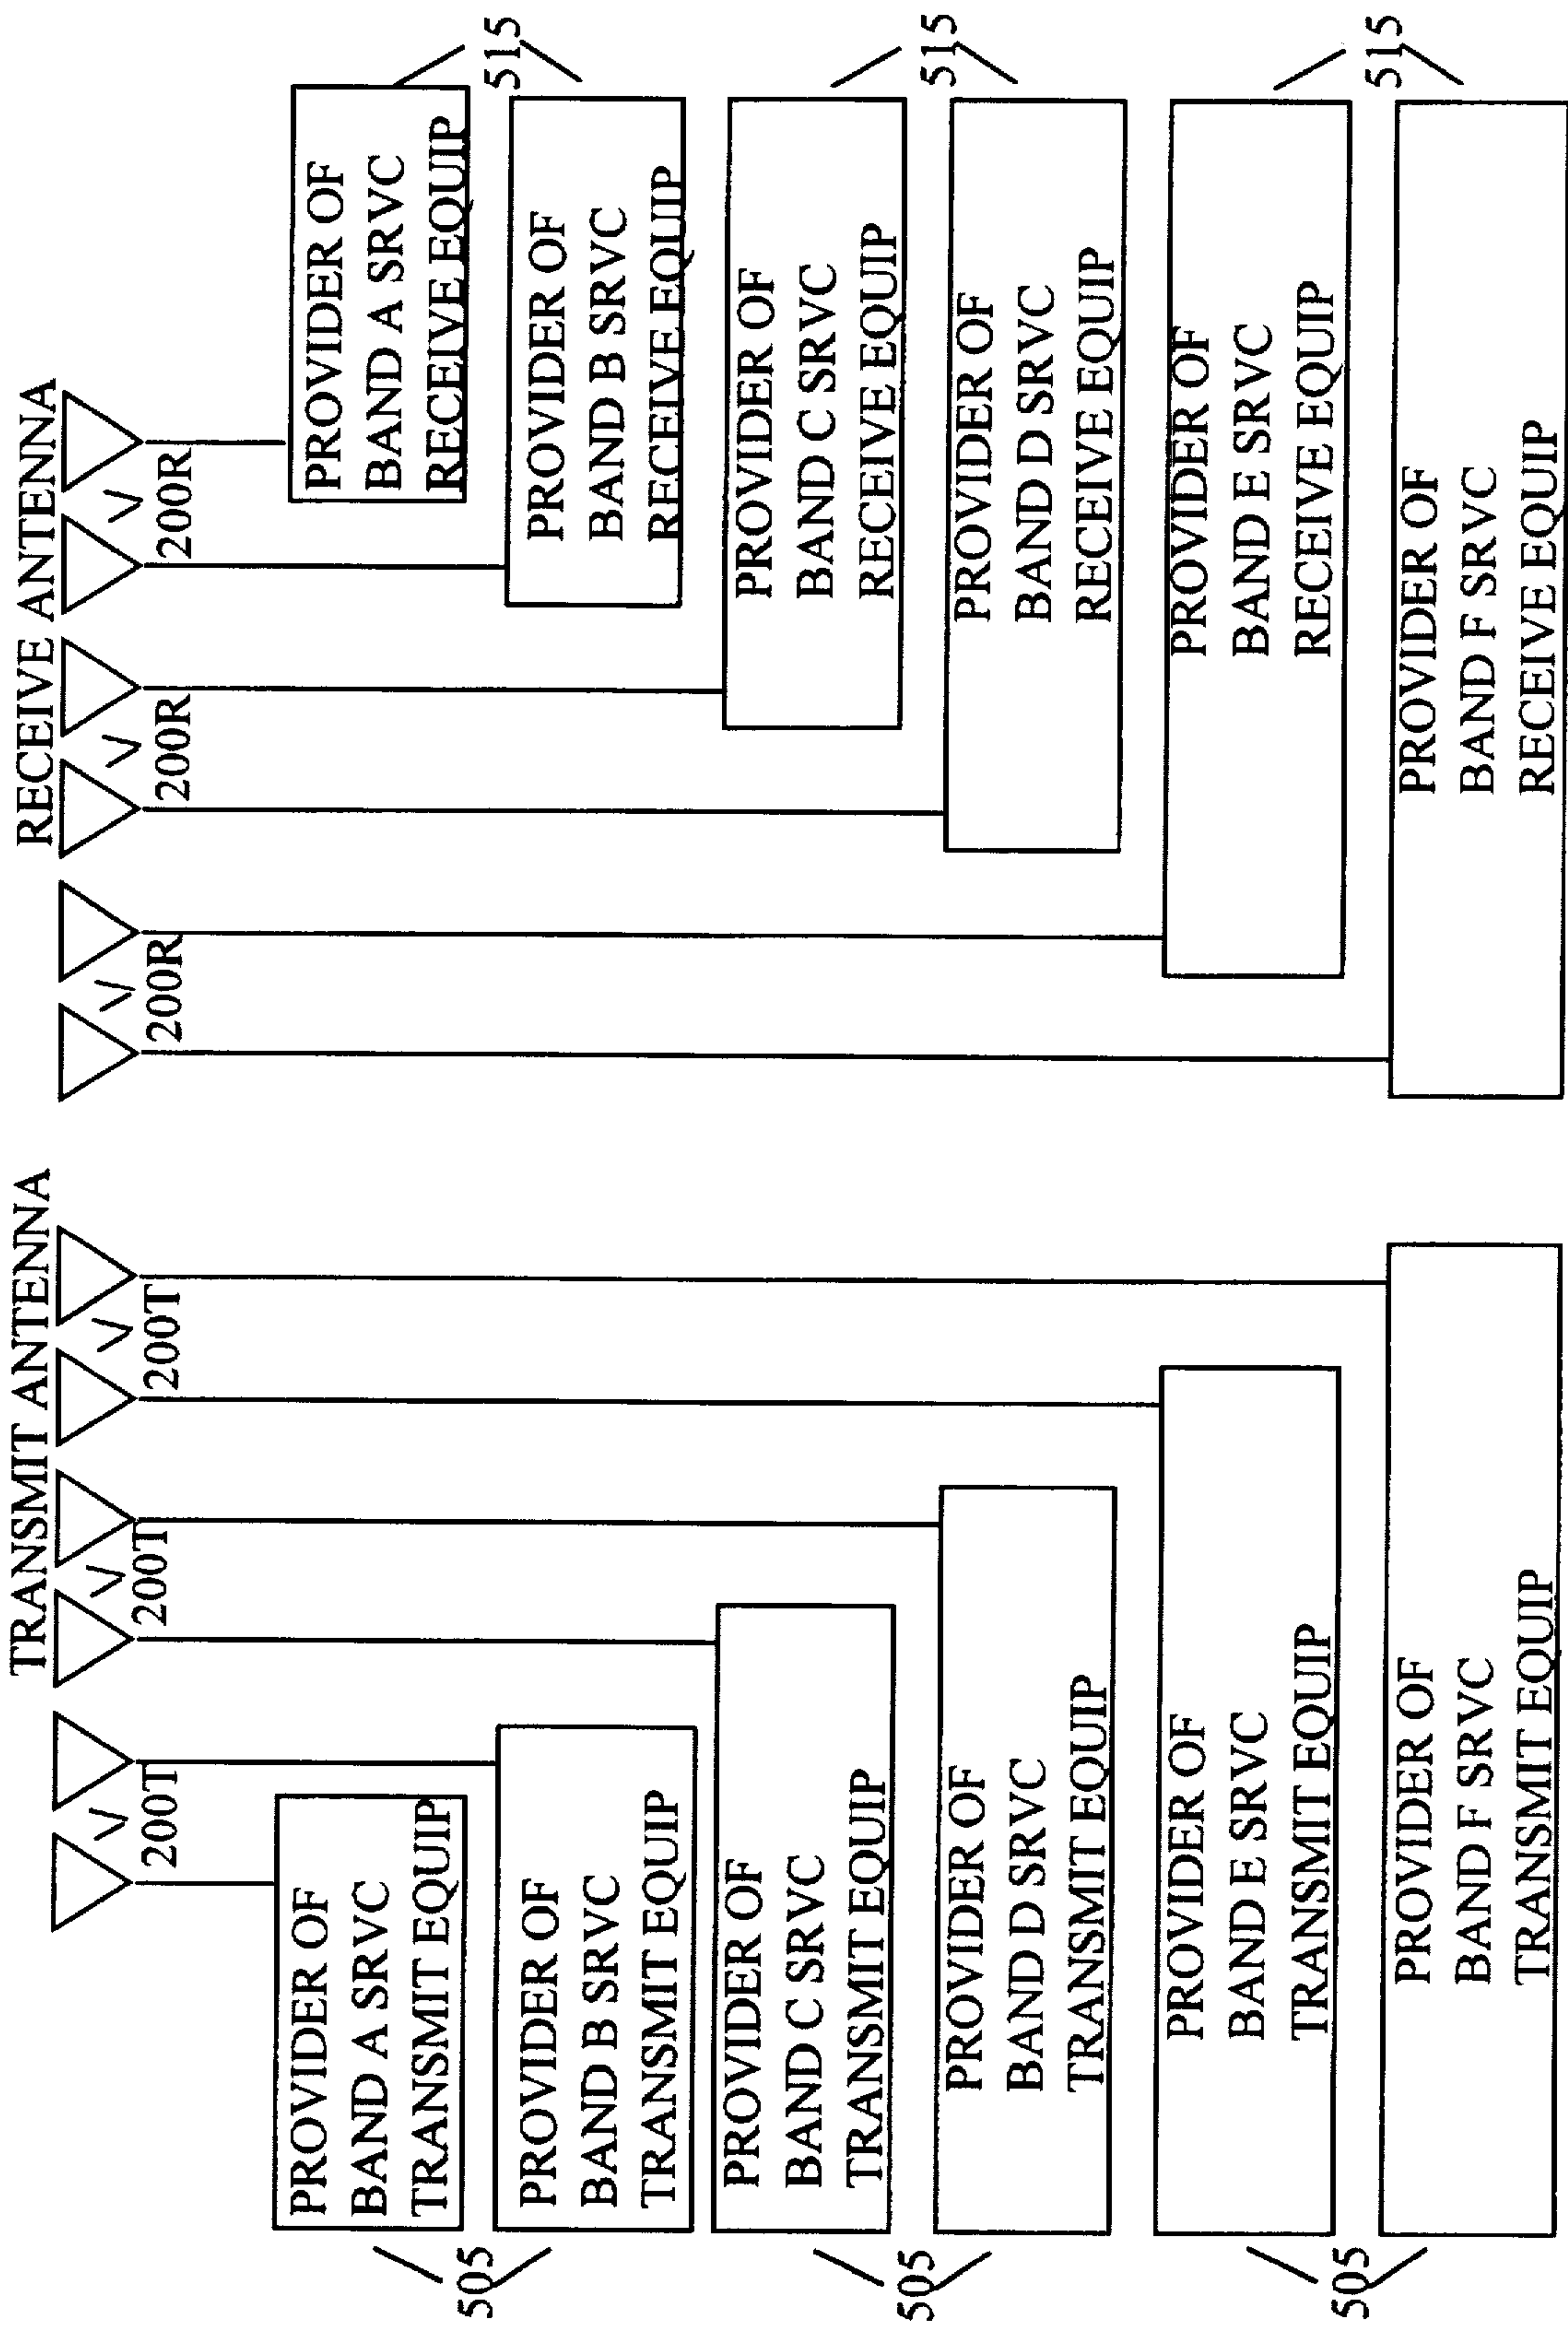 TRANSMIT ANTENNA
RECEIVE ANTENNA
200T
200T
200T
200R
200R
200R
PROVIDER OF
BAND A SRVC
TRANSMIT EQUIP
PROVIDER OF
BAND A SRVC
RECEIVE EQUIP
505
515
PROVIDER OF
BAND B SRVC
TRANSMIT EQUIP
PROVIDER OF
BAND B SRVC
RECEIVE EQUIP
PROVIDER OF
BAND C SRVC
TRANSMIT EQUIP
PROVIDER OF
BAND C SRVC
RECEIVE EQUIP
505
515
PROVIDER OF
BAND D SRVC
TRANSMIT EQUIP
PROVIDER OF
BAND D SRVC
RECEIVE EQUIP
PROVIDER OF
BAND E SRVC
TRANSMIT EQUIP
PROVIDER OF
BAND E SRVC
RECEIVE EQUIP
505
515
PROVIDER OF
BAND F SRVC
TRANSMIT EQUIP
PROVIDER OF
BAND F SRVC
RECEIVE EQUIP